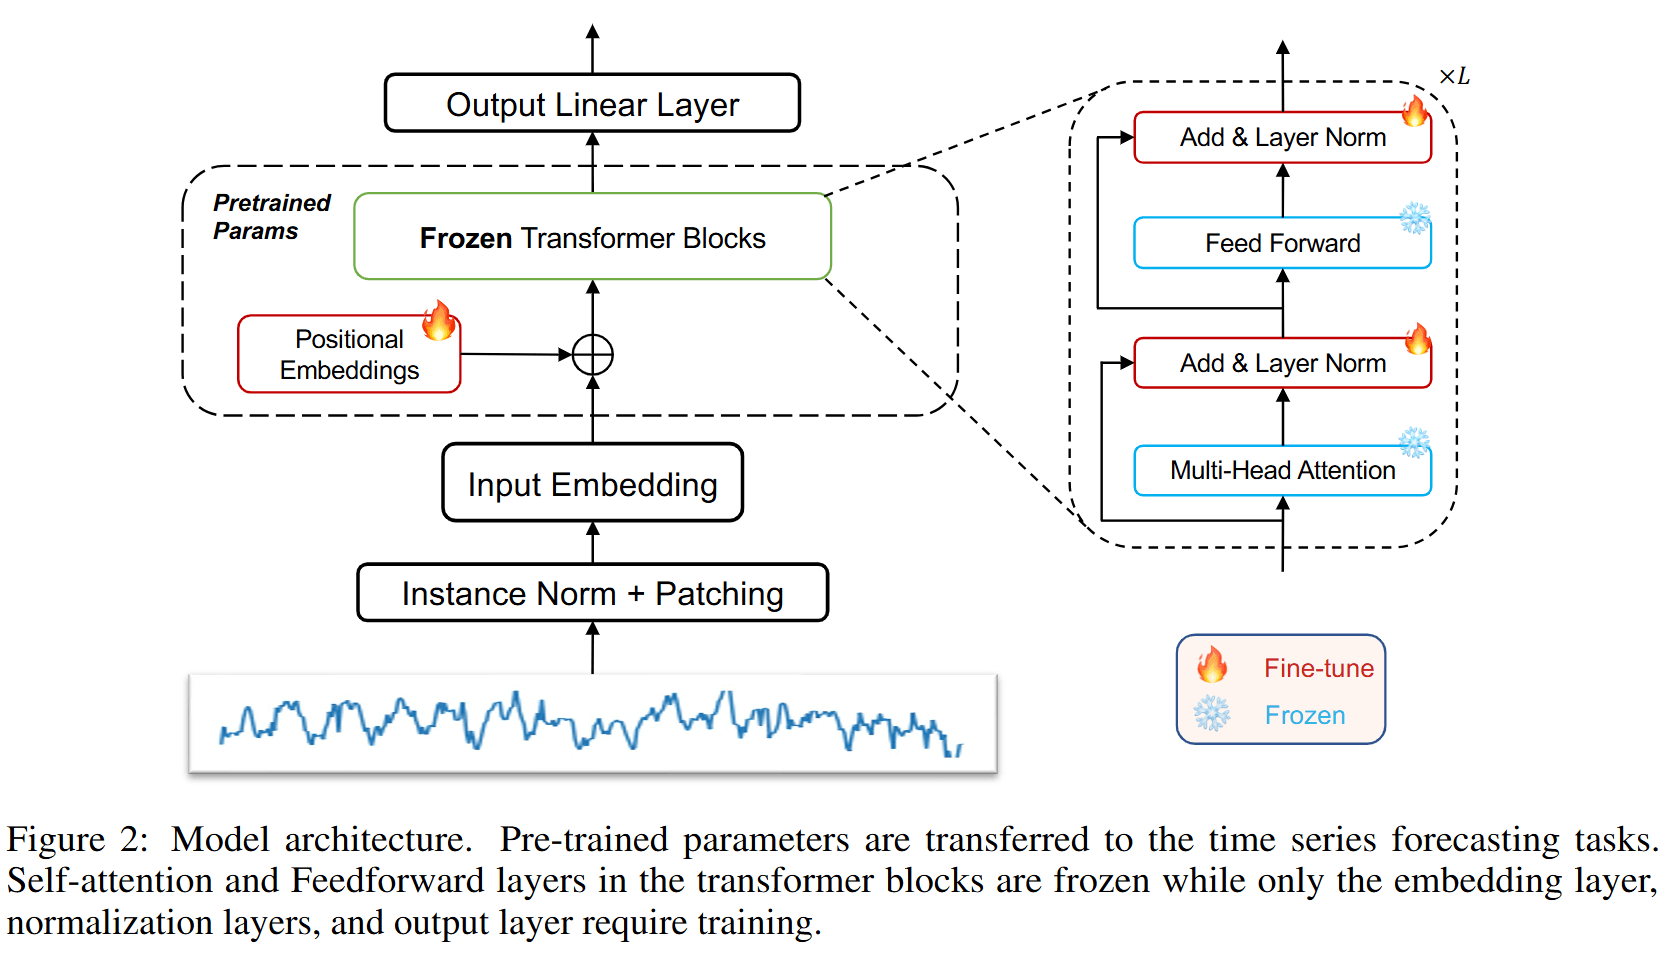 Output Linear Layer
Pretrained
Params
Frozen Transformer Blocks
Positional
Embeddings
Input Embedding
Instance Norm + Patching
×L
Add & Layer Norm
Feed Forward
Add & Layer Norm
Multi-Head Attention
Fine-tune
Frozen
Figure 2: Model architecture. Pre-trained parameters are transferred to the time series forecasting tasks.
Self-attention and Feedforward layers in the transformer blocks are frozen while only the embedding layer,
normalization layers, and output layer require training.